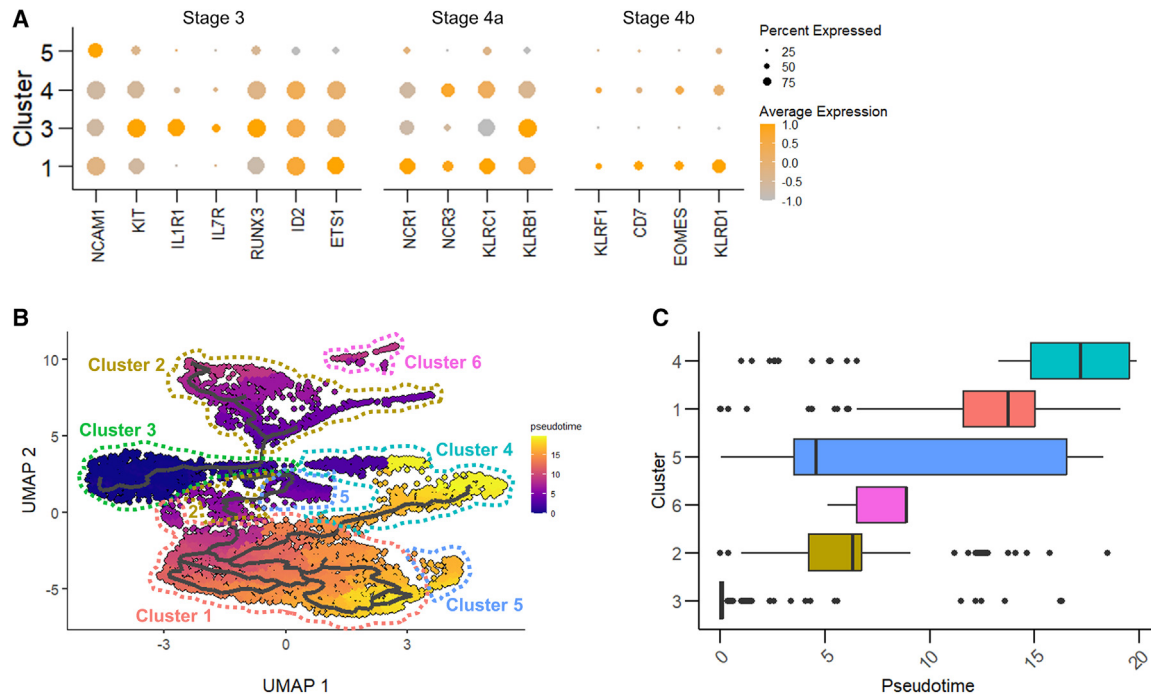 A
Stage 3
Stage 4a
Stage 4b
Cluster
5
4
3
1
NCAM1
KIT
IL1R1
IL7R
RUNX3
ID2
ETS1
NCR1
NCR3
KLRC1
KLRB1
KLRF1
CD7
EOMES
KLRD1
Percent Expressed
25
50
75
Average Expression
1.0
0.5
0.0
-0.5
-1.0
B
UMAP 2
10
5
0
-5
Cluster 2
Cluster 6
Cluster 3
Cluster 4
2
5
Cluster 1
Cluster 5
-3
0
3
UMAP 1
pseudotime
15
10
5
0
C
Cluster
4
1
5
6
2
3
0
5
10
15
20
Pseudotime